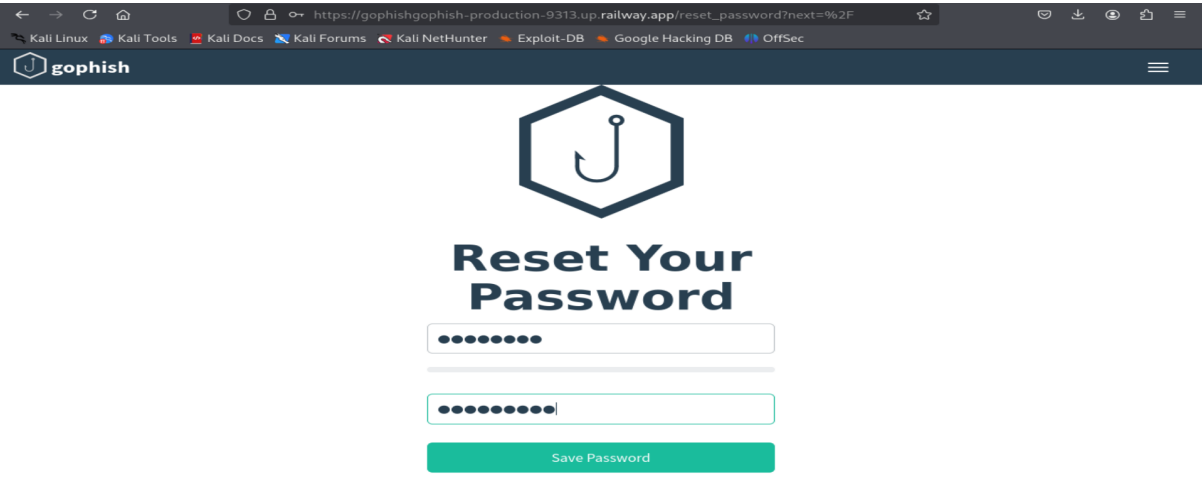 https://gophishgophish-production-9313.up.railway.app/reset_password?next=%2F
Kali Linux Kali Tools Kali Docs Kali Forums Kali NetHunter Exploit-DB Google Hacking DB OffSec
gophish
Reset Your
Password
Save Password